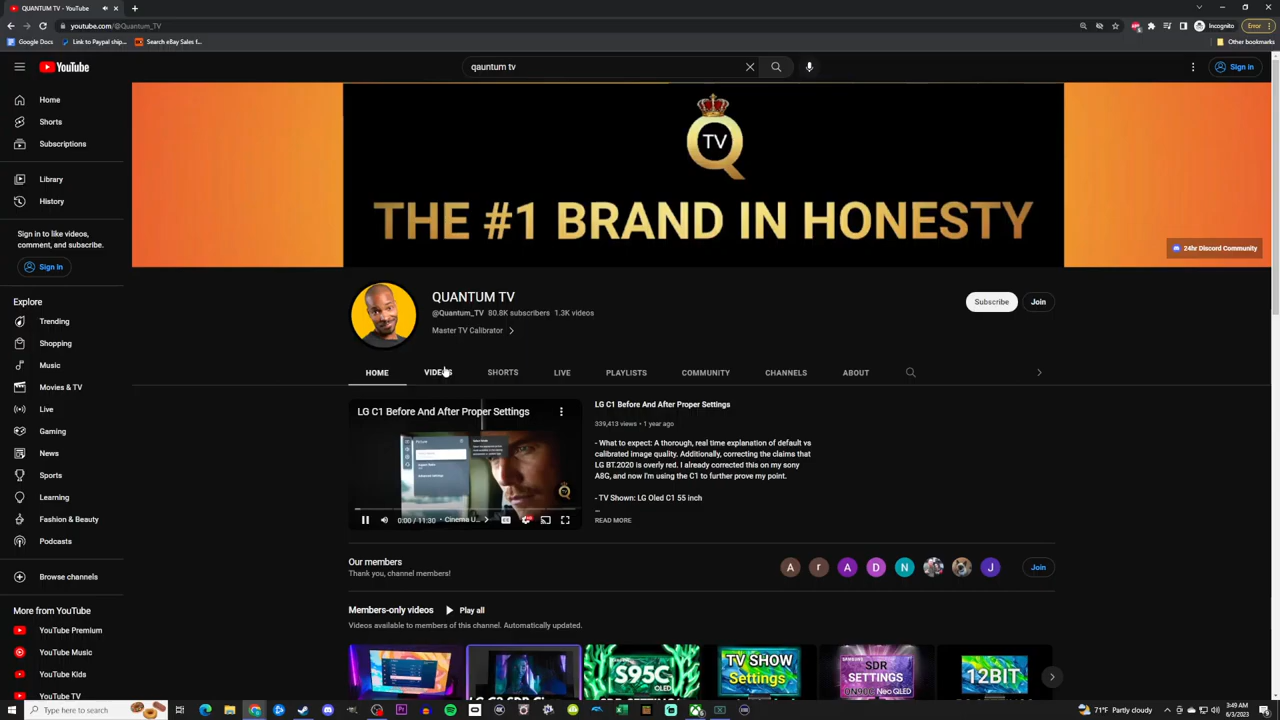 QUANTUM TV - YouTube
youtube.com/@Quantum_TV
Incognito
Error
Google Docs
Link to Paypal ship...
Search eBay Sales f...
Other bookmarks
YouTube
qauntum tv
Sign in
Home
Shorts
Subscriptions
Library
History
Sign in to like videos,
comment, and subscribe.
Sign in
Explore
Trending
Shopping
Music
Movies & TV
Live
Gaming
News
Sports
Learning
Fashion & Beauty
Podcasts
Browse channels
More from YouTube
YouTube Premium
YouTube Music
YouTube Kids
YouTube TV
TV
THE #1 BRAND IN HONESTY
24hr Discord Community
QUANTUM TV
@Quantum_TV 80.8K subscribers 1.3K videos
Master TV Calibrator
Subscribe
Join
HOME VIDEOS SHORTS LIVE PLAYLISTS COMMUNITY CHANNELS ABOUT
LG C1 Before And After Proper Settings
0:00 / 11:30 • Cinema U...
LG C1 Before And After Proper Settings
339,413 views • 1 year ago
- What to expect: A thorough, real time explanation of default vs
calibrated image quality. Additionally, correcting the claims that
LG BT.2020 is overly red. I already corrected this on my sony
A8G, and now I'm using the C1 to further prove my point.
- TV Shown: LG Oled C1 55 inch
READ MORE
Our members
Thank you, channel members!
A r A D N J
Join
Members-only videos Play all
Videos available to members of this channel. Automatically updated.
S95C
OLED
TV SHOW
Settings
SAMSUNG
SDR
SETTINGS
QN90C Neo QLED
12BIT
Type here to search
71°F Partly cloudy
3:49 AM
6/3/2023